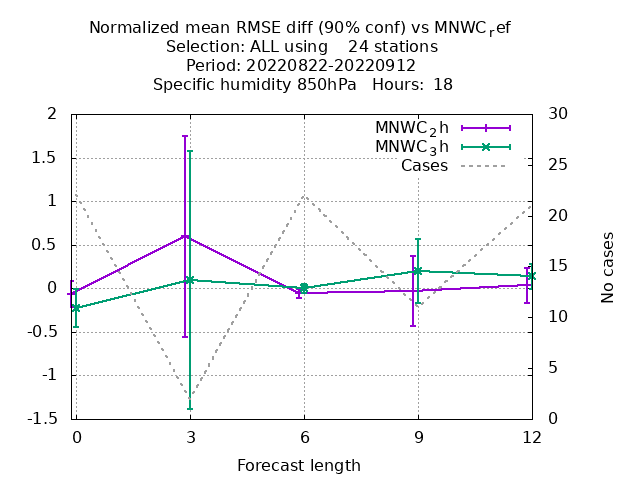 Normalized mean RMSE diff (90% conf) vs MNWC_ref
Selection: ALL using    24 stations
Period: 20220822-20220912
Specific humidity 850hPa   Hours:  18
MNWC_2h
MNWC_3h
Cases
2
1.5
1
0.5
0
-0.5
-1
-1.5
30
25
20
15
10
5
0
No cases
0 3 6 9 12
Forecast length